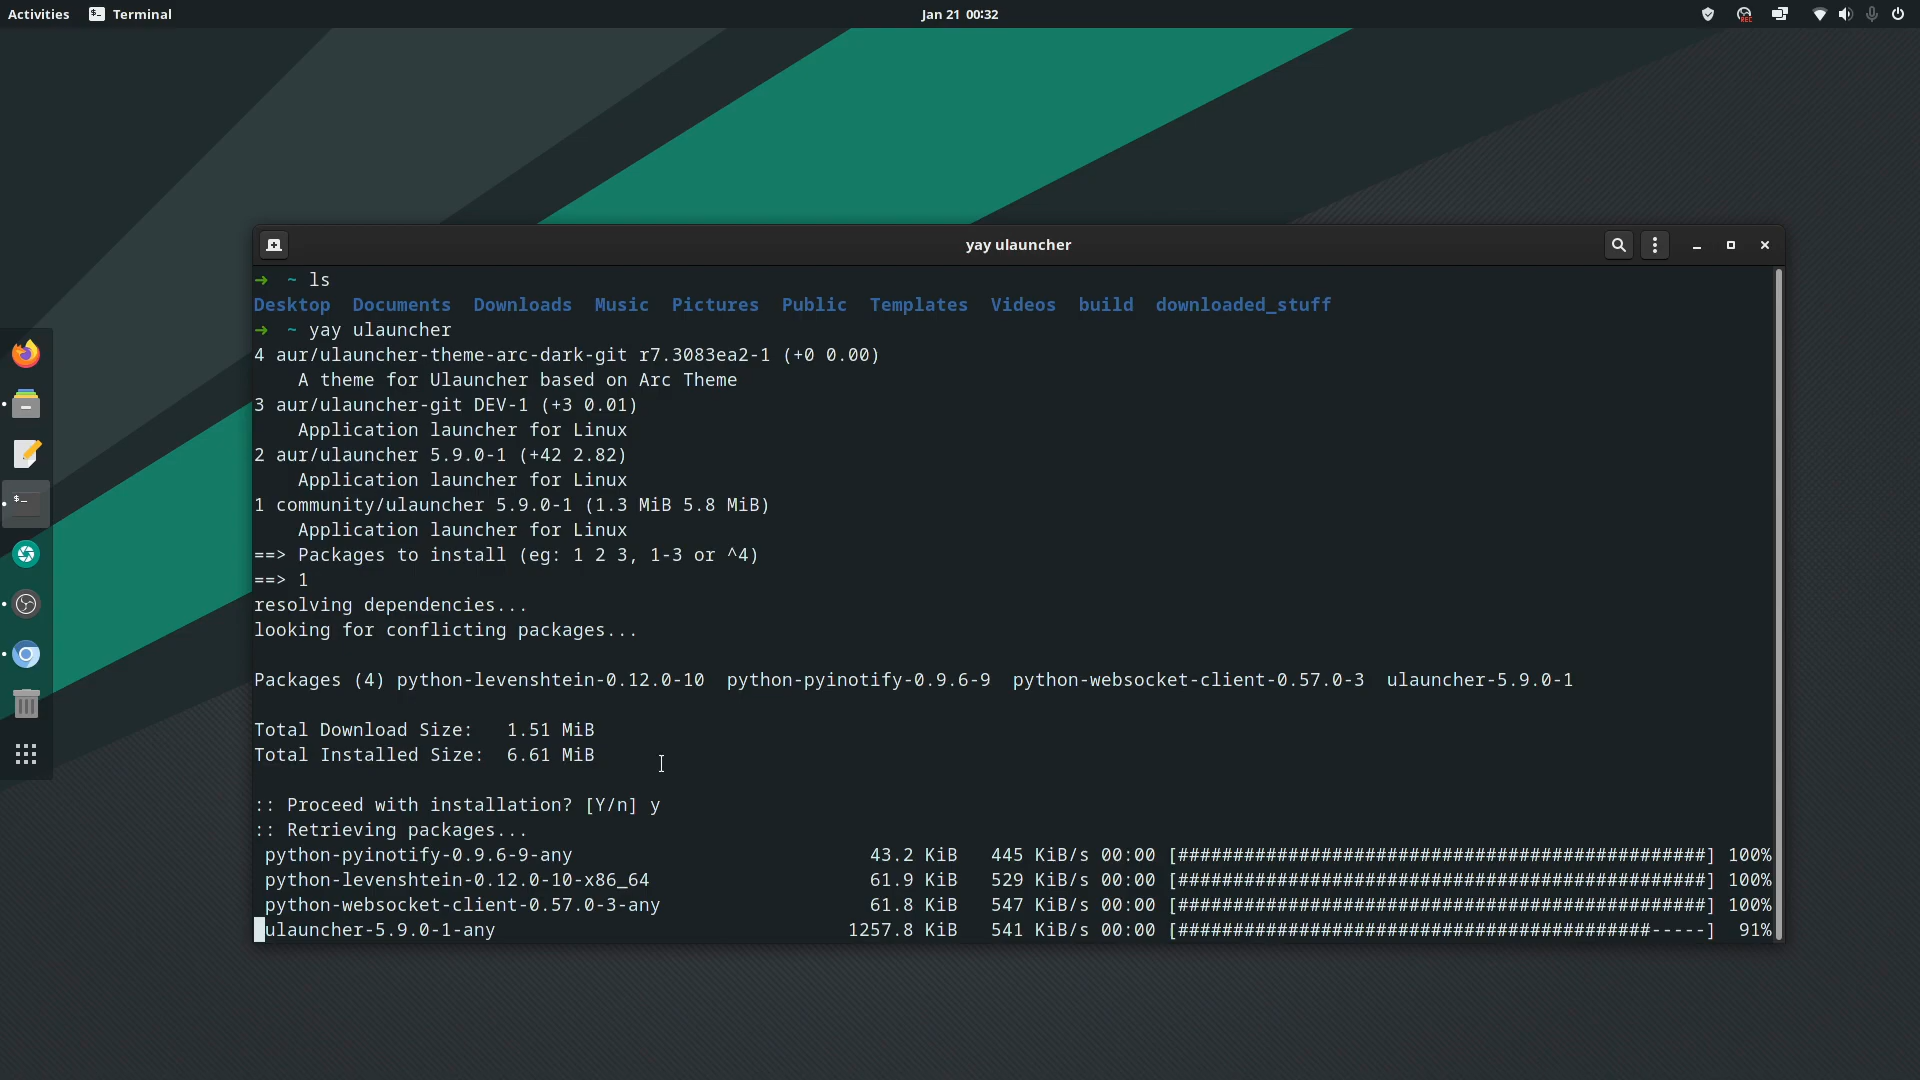 Activities Terminal Jan 21 00:32
REC
yay ulauncher
➜ ~ ls
Desktop Documents Downloads Music Pictures Public Templates Videos build downloaded_stuff
➜ ~ yay ulauncher
4 aur/ulauncher-theme-arc-dark-git r7.3083ea2-1 (+0 0.00)
A theme for Ulauncher based on Arc Theme
3 aur/ulauncher-git DEV-1 (+3 0.01)
Application launcher for Linux
2 aur/ulauncher 5.9.0-1 (+42 2.82)
Application launcher for Linux
1 community/ulauncher 5.9.0-1 (1.3 MiB 5.8 MiB)
Application launcher for Linux
==> Packages to install (eg: 1 2 3, 1-3 or ^4)
==> 1
resolving dependencies...
looking for conflicting packages...
Packages (4) python-levenshtein-0.12.0-10 python-pyinotify-0.9.6-9 python-websocket-client-0.57.0-3 ulauncher-5.9.0-1
Total Download Size: 1.51 MiB
Total Installed Size: 6.61 MiB
:: Proceed with installation? [Y/n] y
:: Retrieving packages...
python-pyinotify-0.9.6-9-any 43.2 KiB 445 KiB/s 00:00 [################################################] 100%
python-levenshtein-0.12.0-10-x86_64 61.9 KiB 529 KiB/s 00:00 [################################################] 100%
python-websocket-client-0.57.0-3-any 61.8 KiB 547 KiB/s 00:00 [################################################] 100%
ulauncher-5.9.0-1-any 1257.8 KiB 541 KiB/s 00:00 [###########################################-----] 91%